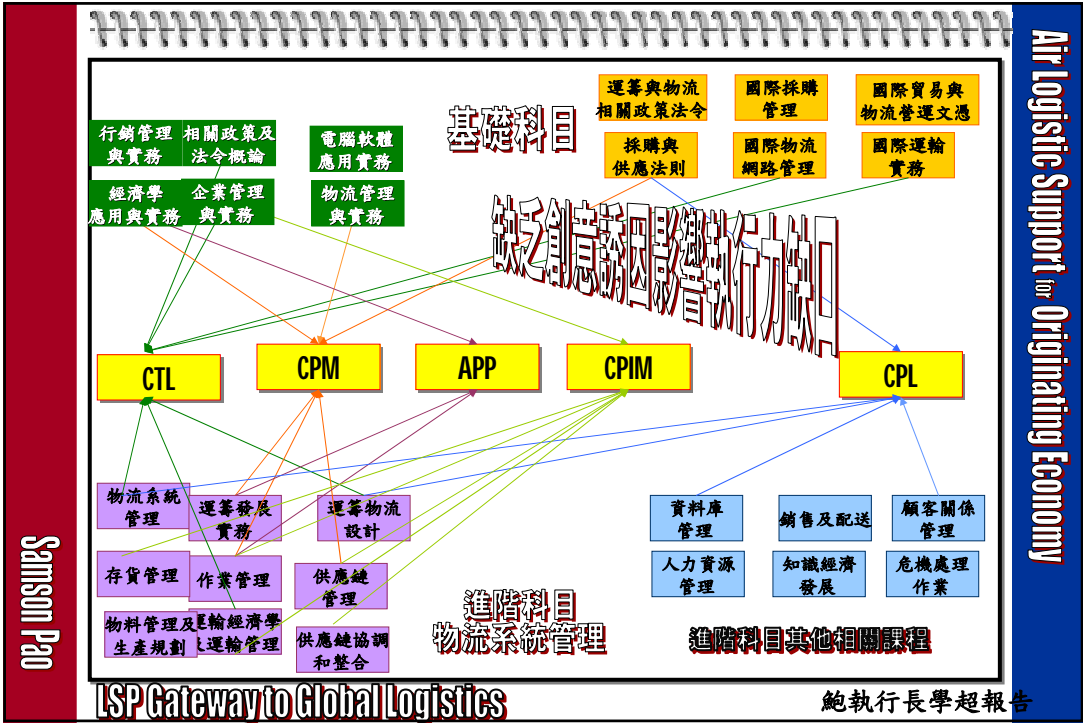 基礎科目
行銷管理
與實務
相關政策及
法令概論
電腦軟體
應用實務
經濟學
應用與實務
企業管理
與實務
物流管理
與實務
運籌與物流
相關政策法令
國際採購
管理
國際貿易與
物流營運文憑
採購與
供應法則
國際物流
網路管理
國際運輸
實務
缺乏創意誘因影響執行力缺口
CTL
CPM
APP
CPIM
CPL
物流系統
管理
運籌發展
實務
運籌物流
設計
存貨管理
作業管理
供應鏈
管理
物料管理及
生產規劃
運輸經濟學
及運輸管理
供應鏈協調
和整合
進階科目
物流系統管理
資料庫
管理
銷售及配送
顧客關係
管理
人力資源
管理
知識經濟
發展
危機處理
作業
進階科目其他相關課程
Samson Pao
Air Logistic Support for Originating Economy
LSP Gateway to Global Logistics
鮑執行長學超報告